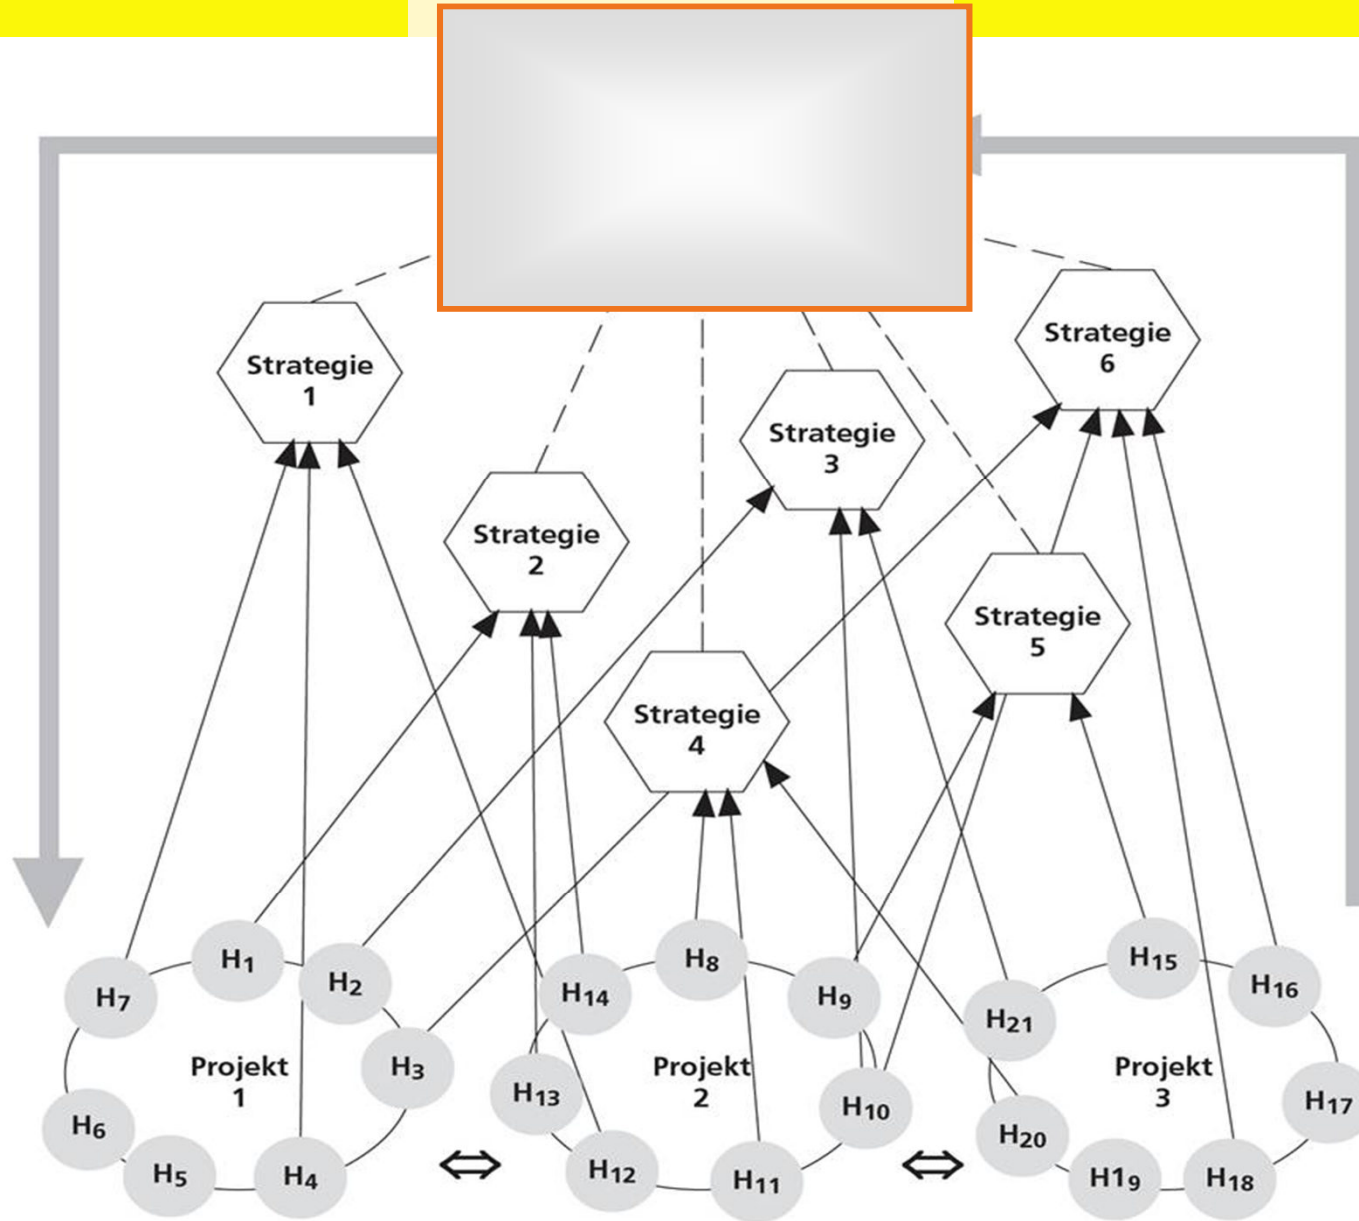 Strategie
6
Strategie
1
Strategie
3
Strategie
2
Strategie
5
Strategie
4
H1
H8
H15
H2
H16
H7
H14
H9
H21
H3
Projekt
1
Projekt
2
Projekt
3
H13
H10
H17
H6
H20
H5
H4
H12
H11
H19
H18